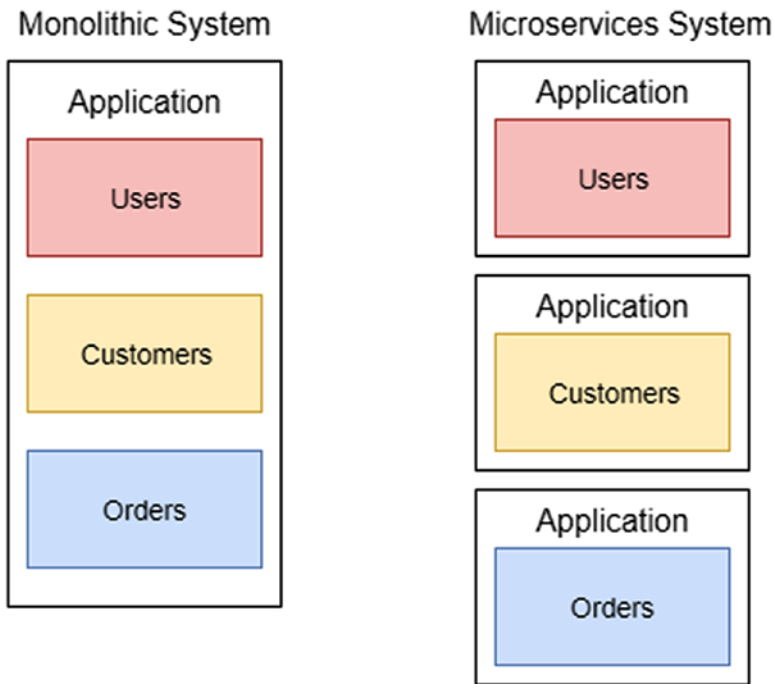 Monolithic System
Application
Users
Customers
Orders
Microservices System
Application
Users
Application
Customers
Application
Orders